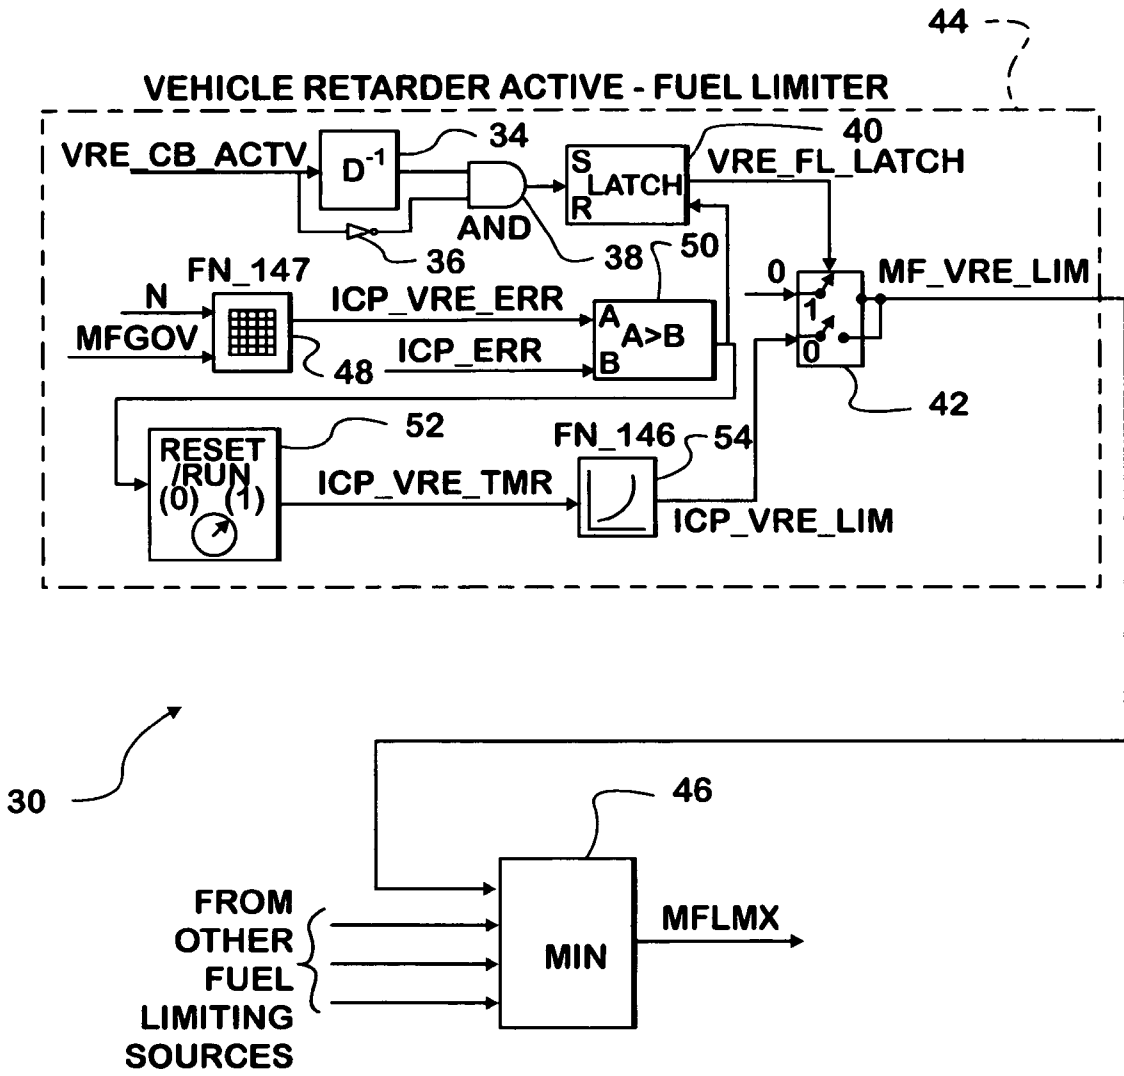 44
VEHICLE RETARDER ACTIVE - FUEL LIMITER
VRE_CB_ACTV
D⁻¹
34
S
LATCH
R
40
VRE_FL_LATCH
AND
36
38
50
FN_147
N
MFGOV
48
ICP_VRE_ERR
ICP_ERR
A
A>B
B
0
1
0
MF_VRE_LIM
42
RESET
/RUN
(0) (1)
52
ICP_VRE_TMR
FN_146
54
ICP_VRE_LIM
30
46
FROM
OTHER
FUEL
LIMITING
SOURCES
MIN
MFLMX